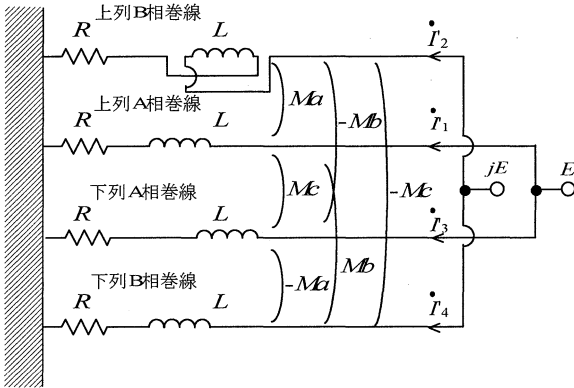 上列B相巻線
R L İ'2
Ma -Mb
上列A相巻線
R L İ'1
jE E
Mc -Mc
下列A相巻線
R L İ'3
Mb
下列B相巻線
-Ma
R L İ'4